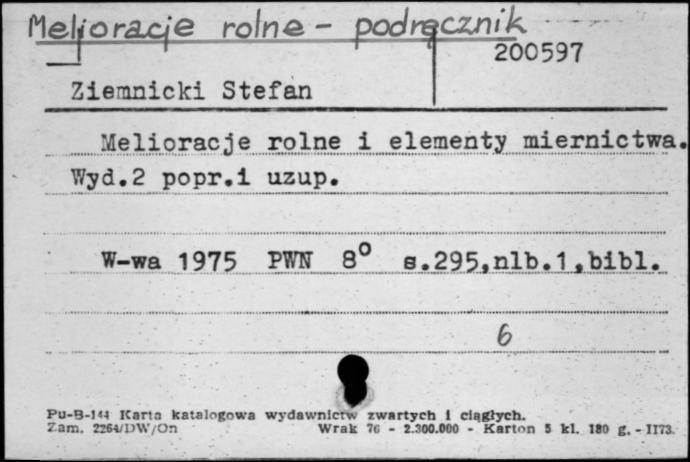 Melioracje rolne - podręcznik
200597
Ziemnicki Stefan
Melioracje rolne i elementy miernictwa.
Wyd.2 popr.i uzup.
W-wa 1975 PWN 8° s.295,nlb.1,bibl.
6
Pu-B-144 Karta katalogowa wydawnictw zwartych i ciągłych.
Zam. 2264/DW/On Wrak 76 - 2.300.000 - Karton 5 kl. 180 g. - II73.